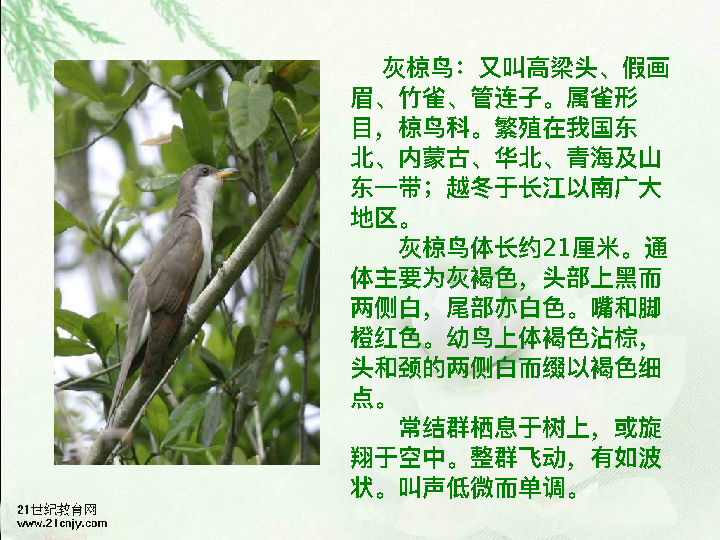 灰椋鸟：又叫高粱头、假画
眉、竹雀、管连子。属雀形
目，椋鸟科。繁殖在我国东
北、内蒙古、华北、青海及山
东一带；越冬于长江以南广大
地区。
灰椋鸟体长约21厘米。通
体主要为灰褐色，头部上黑而
两侧白，尾部亦白色。嘴和脚
橙红色。幼鸟上体褐色沾棕，
头和颈的两侧白而缀以褐色细
点。
常结群栖息于树上，或旋
翔于空中。整群飞动，有如波
状。叫声低微而单调。
21世纪教育网
www.21cnjy.com